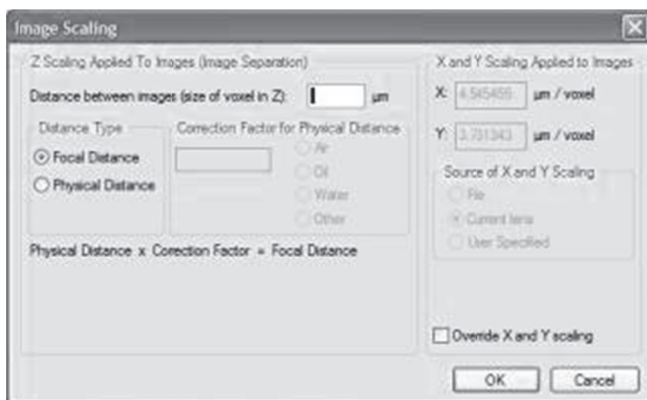 Image Scaling
Z Scaling Applied To Images (Image Separation)
Distance between images (size of voxel in Z): µm
Distance Type
Focal Distance
Physical Distance
Correction Factor for Physical Distance
Air
Oil
Water
Other
Physical Distance x Correction Factor = Focal Distance
X and Y Scaling Applied to Images
X: 4.545455 µm / voxel
Y: 3.731343 µm / voxel
Source of X and Y Scaling
File
Current lens
User Specified
Override X and Y scaling
OK Cancel